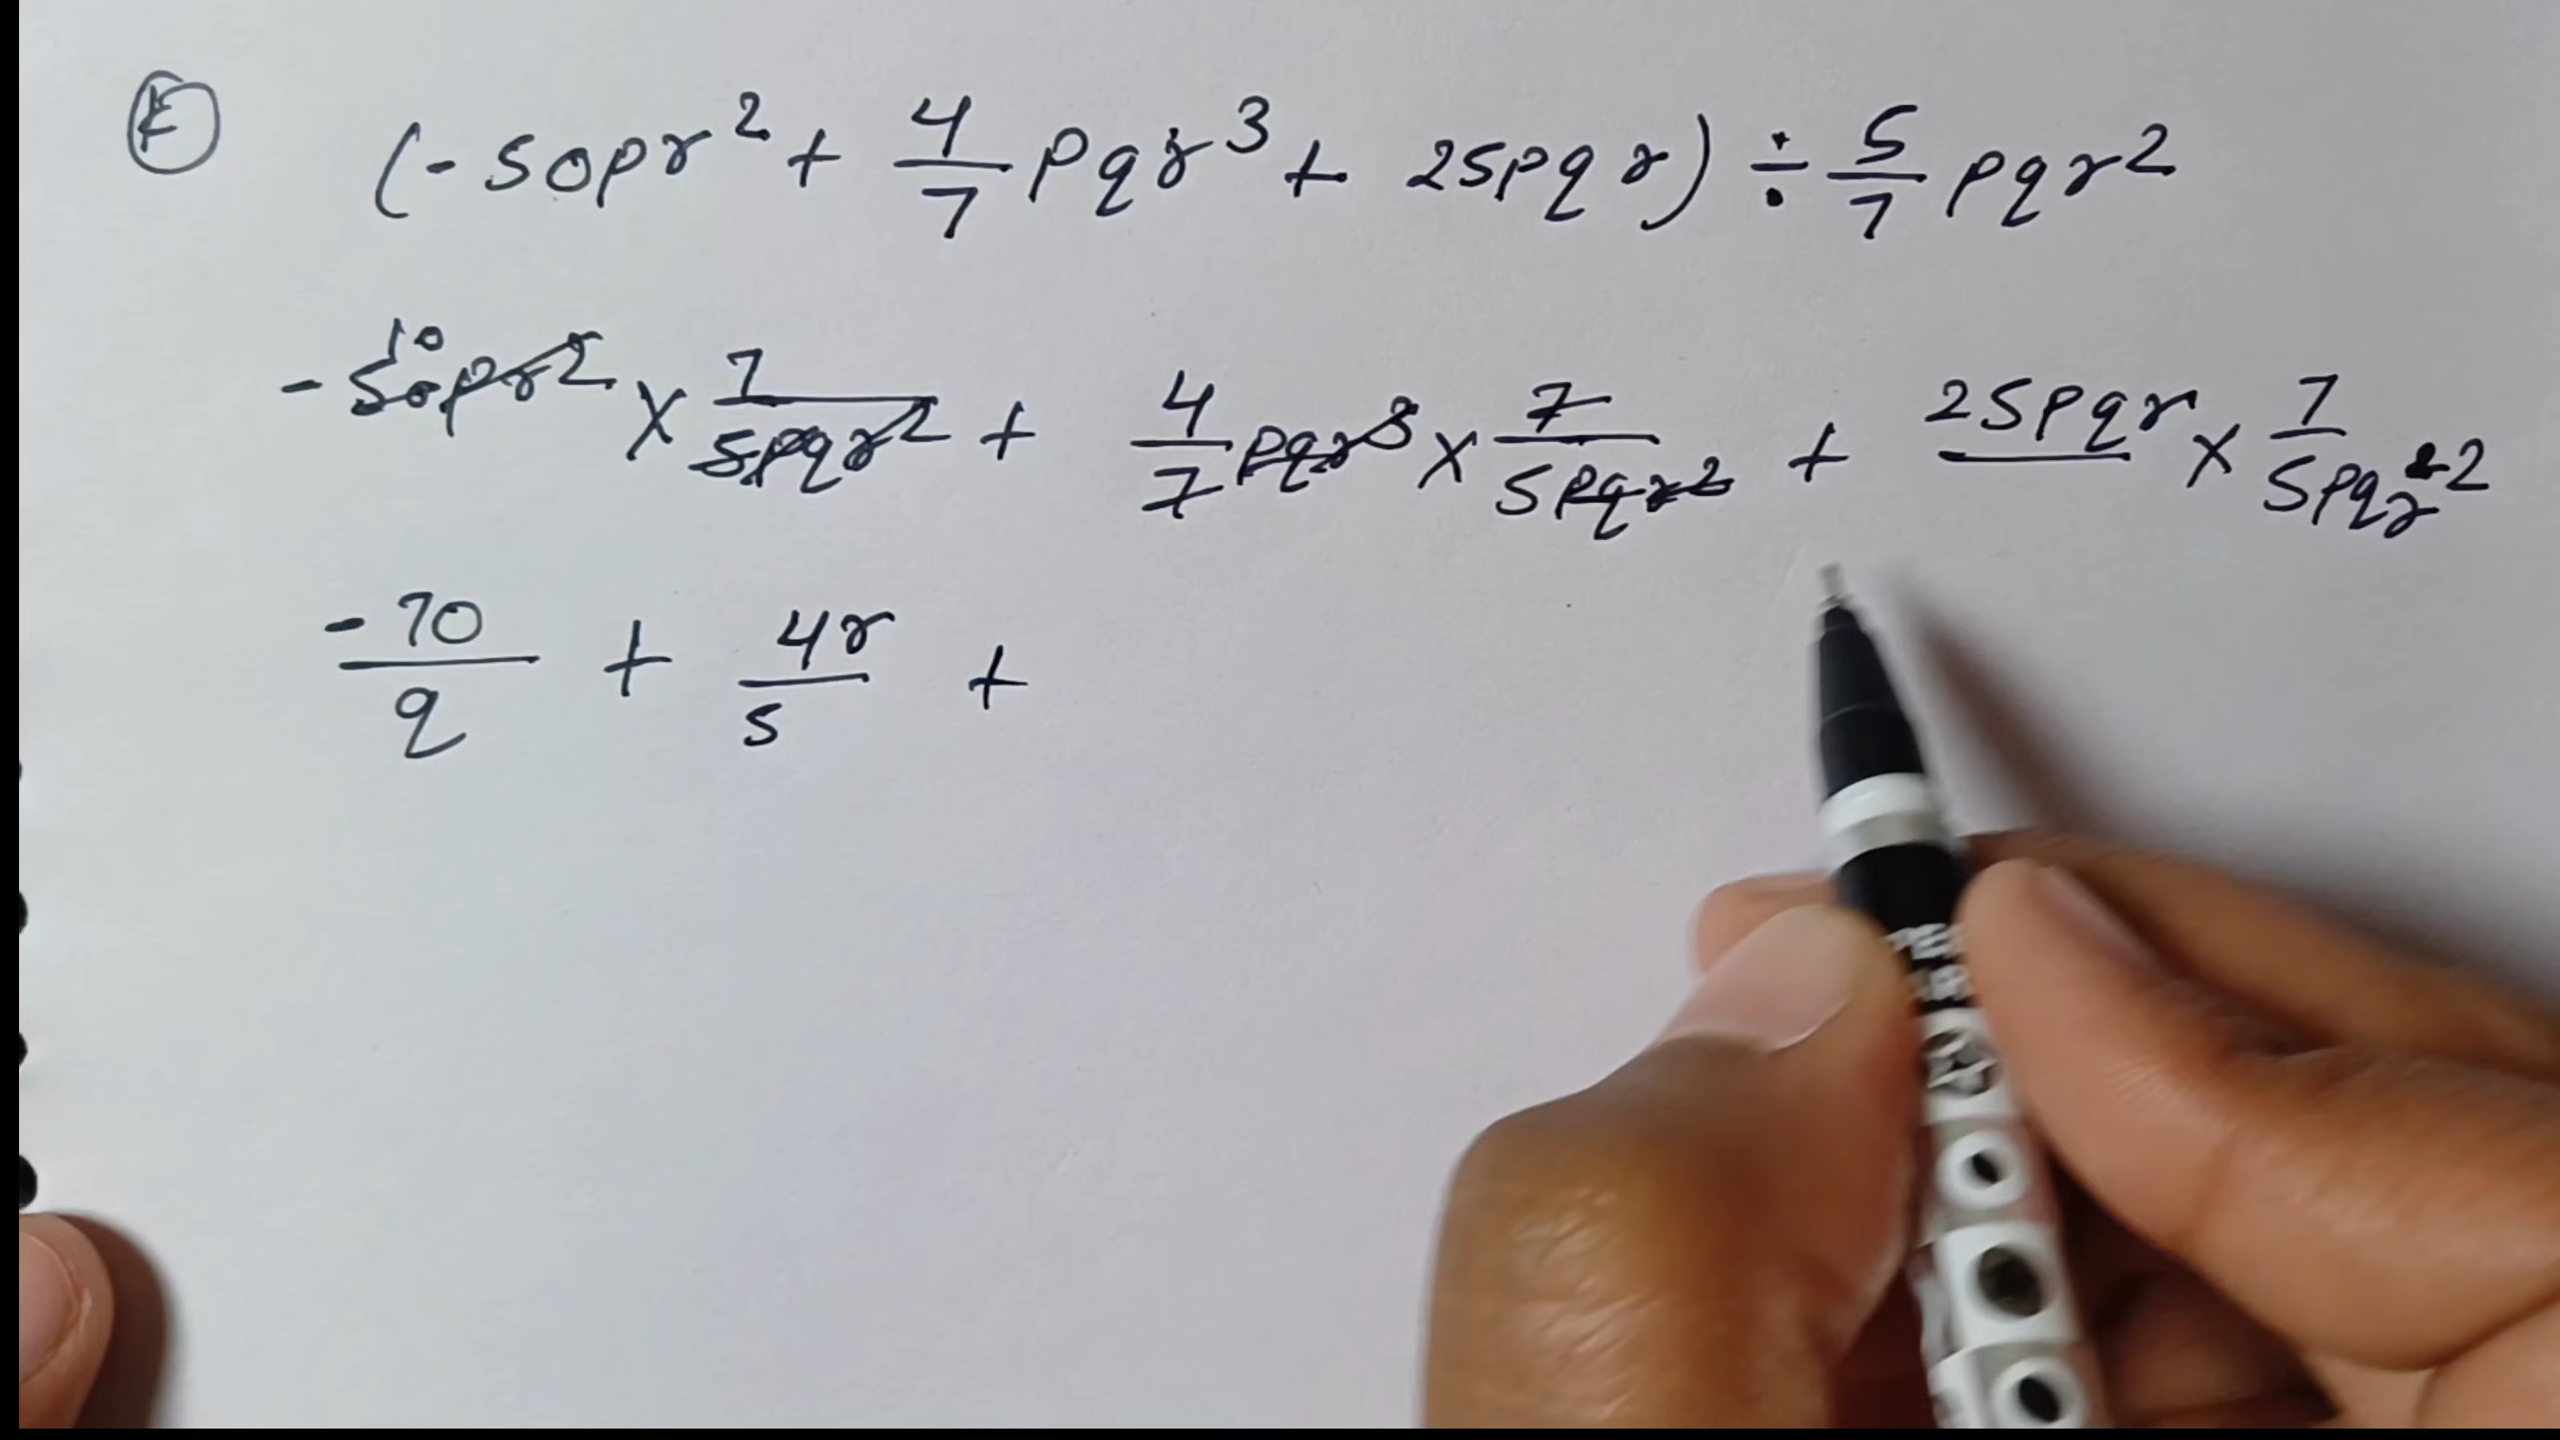 (K) (-50pr² + 4/7 pqr³ + 25pqr) ÷ 5/7 pqr²
-50pr² 10 × 7/5pqr² + 4/7 pqr³ × 7/5pqr² + 25pqr × 7/5pqr²
-70/q + 4r/5 +